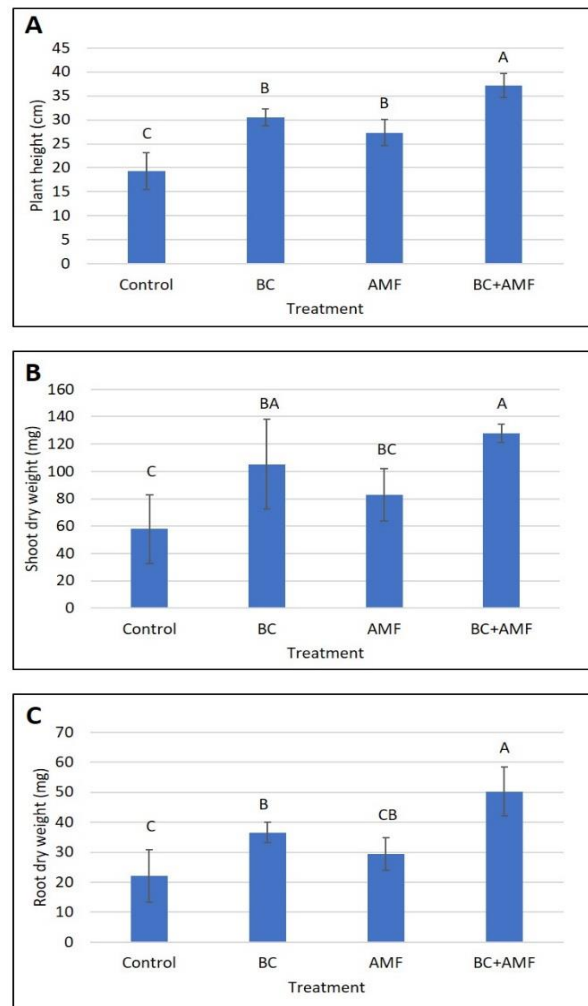 A
Plant height (cm)
45
40
35
30
25
20
15
10
5
0
C
B
B
A
Control BC AMF BC+AMF
Treatment
B
Shoot dry weight (mg)
160
140
120
100
80
60
40
20
0
C
BA
BC
A
Control BC AMF BC+AMF
Treatment
C
Root dry weight (mg)
70
60
50
40
30
20
10
0
C
B
CB
A
Control BC AMF BC+AMF
Treatment